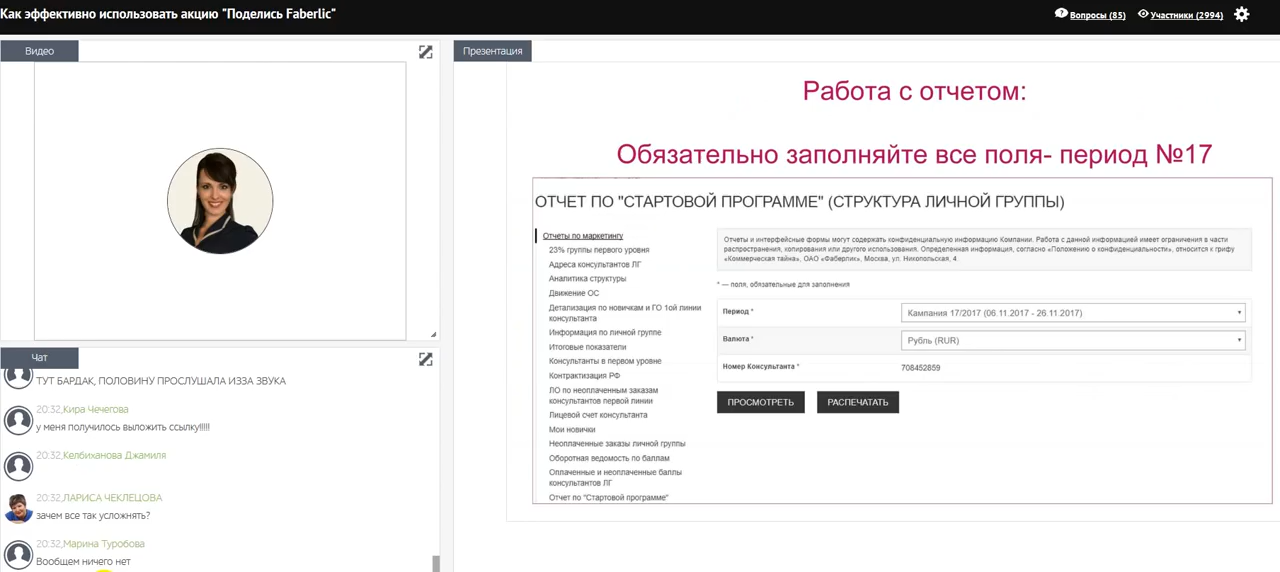 Как эффективно использовать акцию "Поделись Faberlic"
Вопросы (85)
Участники (2994)
Видео
Чат
ТУТ БАРДАК, ПОЛОВИНУ ПРОСЛУШАЛА ИЗЗА ЗВУКА
20:32,Кира Чечегова
у меня получилось выложить ссылку!!!!!
20:32,Келбиханова Джамиля
20:32,ЛАРИСА ЧЕКЛЕЦОВА
зачем все так усложнять?
20:32,Марина Туробова
Вообщем ничего нет
Презентация
Работа с отчетом:
Обязательно заполняйте все поля- период №17
ОТЧЕТ ПО "СТАРТОВОЙ ПРОГРАММЕ" (СТРУКТУРА ЛИЧНОЙ ГРУППЫ)
Отчеты по маркетингу
23% группы первого уровня
Адреса консультантов ЛГ
Аналитика структуры
Движение ОС
Детализация по новичкам и ГО 1ой линии
консультанта
Информация по личной группе
Итоговые показатели
Консультанты в первом уровне
Контрактизация РФ
ЛО по неоплаченным заказам
консультантов первой линии
Лицевой счет консультанта
Мои новички
Неоплаченные заказы личной группы
Оборотная ведомость по баллам
Оплаченные и неоплаченные баллы
консультантов ЛГ
Отчет по "Стартовой программе"
Отчеты и интерфейсные формы могут содержать конфиденциальную информацию Компании. Работа с данной информацией имеет ограничения в части
распространения, копирования или другого использования. Определенная информация, согласно «Положению о конфиденциальности», относится к грифу
«Коммерческая тайна», ОАО «Фаберлик», Москва, ул. Никопольская, 4
* — поля, обязательные для заполнения
Период *
Кампания 17/2017 (06.11.2017 - 26.11.2017)
Валюта *
Рубль (RUR)
Номер Консультанта *
708452859
ПРОСМОТРЕТЬ
РАСПЕЧАТАТЬ